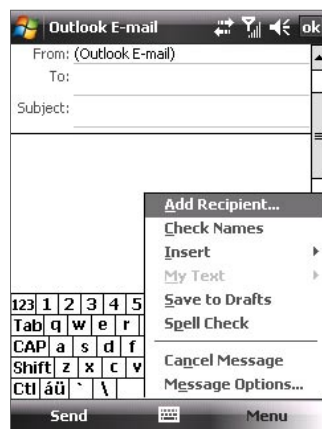 Outlook E-mail ok
From: (Outlook E-mail)
To:
Subject:
Add Recipient...
Check Names
Insert
My Text
Save to Drafts
Spell Check
Cancel Message
Message Options...
123 1 2 3 4 5
Tab q w e r
CAP a s d f
Shift z x c v
Ctl áü ` \
Send Menu